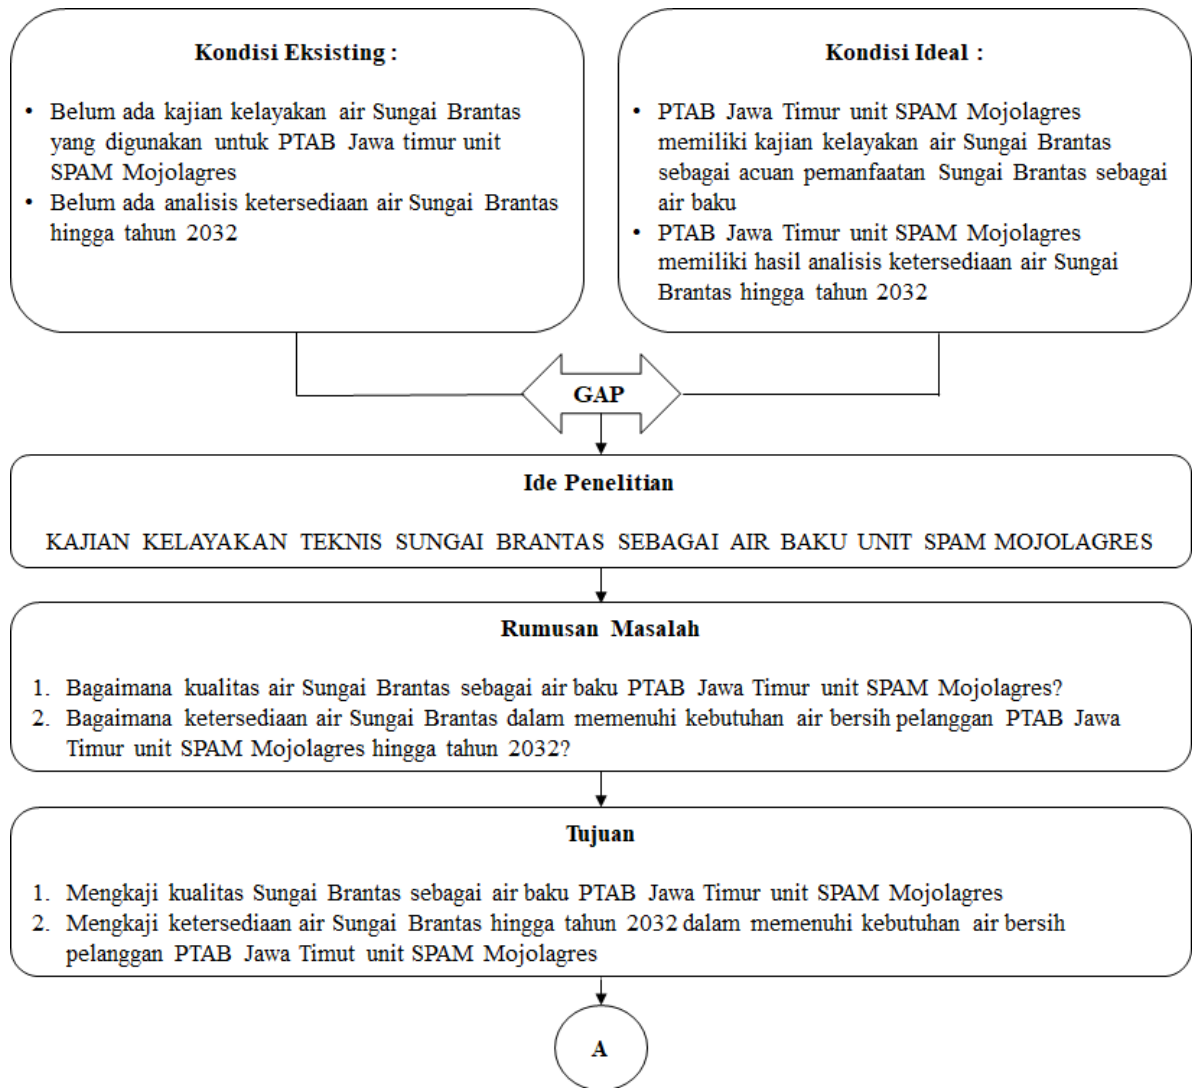 Kondisi Eksisting :
• Belum ada kajian kelayakan air Sungai Brantas
yang digunakan untuk PTAB Jawa timur unit
SPAM Mojolagres
• Belum ada analisis ketersediaan air Sungai Brantas
hingga tahun 2032
Kondisi Ideal :
• PTAB Jawa Timur unit SPAM Mojolagres
memiliki kajian kelayakan air Sungai Brantas
sebagai acuan pemanfaatan Sungai Brantas sebagai
air baku
• PTAB Jawa Timur unit SPAM Mojolagres
memiliki hasil analisis ketersediaan air Sungai
Brantas hingga tahun 2032
GAP
Ide Penelitian
KAJIAN KELAYAKAN TEKNIS SUNGAI BRANTAS SEBAGAI AIR BAKU UNIT SPAM MOJOLAGRES
Rumusan Masalah
1. Bagaimana kualitas air Sungai Brantas sebagai air baku PTAB Jawa Timur unit SPAM Mojolagres?
2. Bagaimana ketersediaan air Sungai Brantas dalam memenuhi kebutuhan air bersih pelanggan PTAB Jawa
Timur unit SPAM Mojolagres hingga tahun 2032?
Tujuan
1. Mengkaji kualitas Sungai Brantas sebagai air baku PTAB Jawa Timur unit SPAM Mojolagres
2. Mengkaji ketersediaan air Sungai Brantas hingga tahun 2032 dalam memenuhi kebutuhan air bersih
pelanggan PTAB Jawa Timut unit SPAM Mojolagres
A